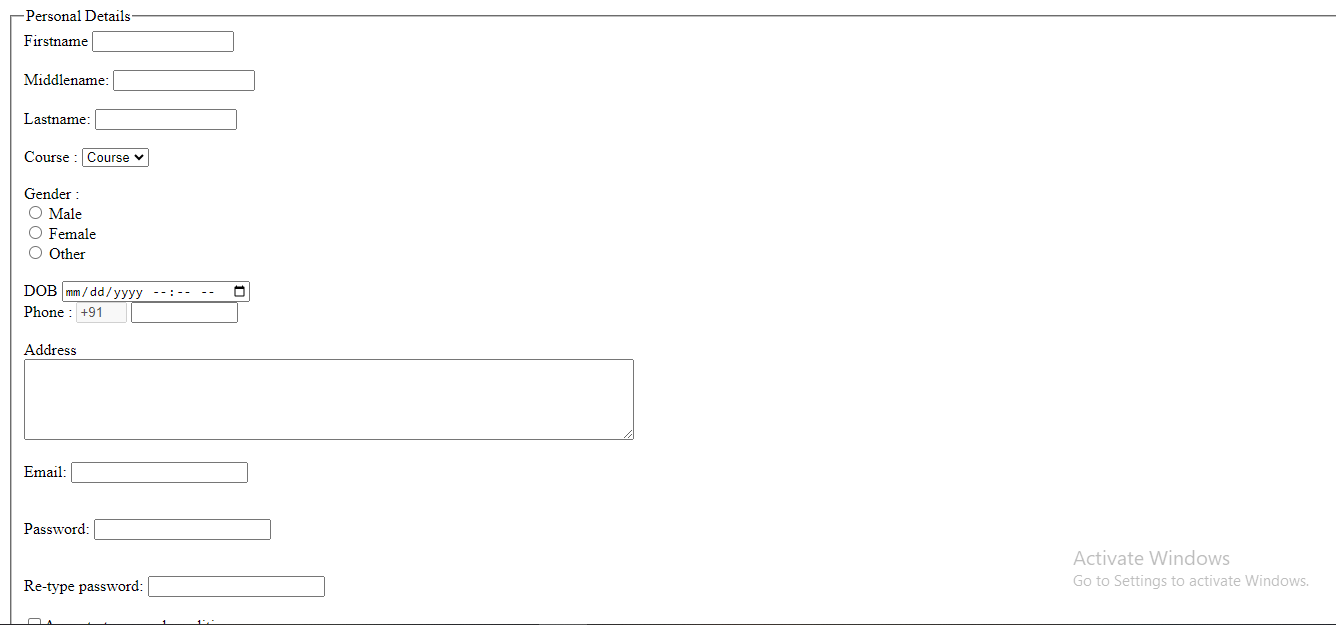 Personal Details
Firstname
Middlename:
Lastname:
Course : Course
Gender :
Male
Female
Other
DOB mm/dd/yyyy --:-- --
Phone : +91
Address
Email:
Password:
Re-type password:
Activate Windows
Go to Settings to activate Windows.